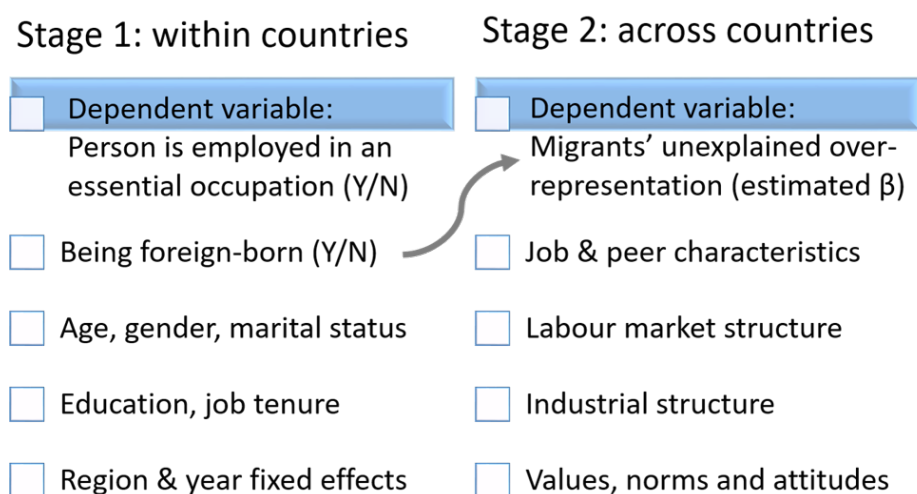 Stage 1: within countries
Dependent variable:
Person is employed in an
essential occupation (Y/N)
Being foreign-born (Y/N)
Age, gender, marital status
Education, job tenure
Region & year fixed effects
Stage 2: across countries
Dependent variable:
Migrants’ unexplained over-
representation (estimated β)
Job & peer characteristics
Labour market structure
Industrial structure
Values, norms and attitudes